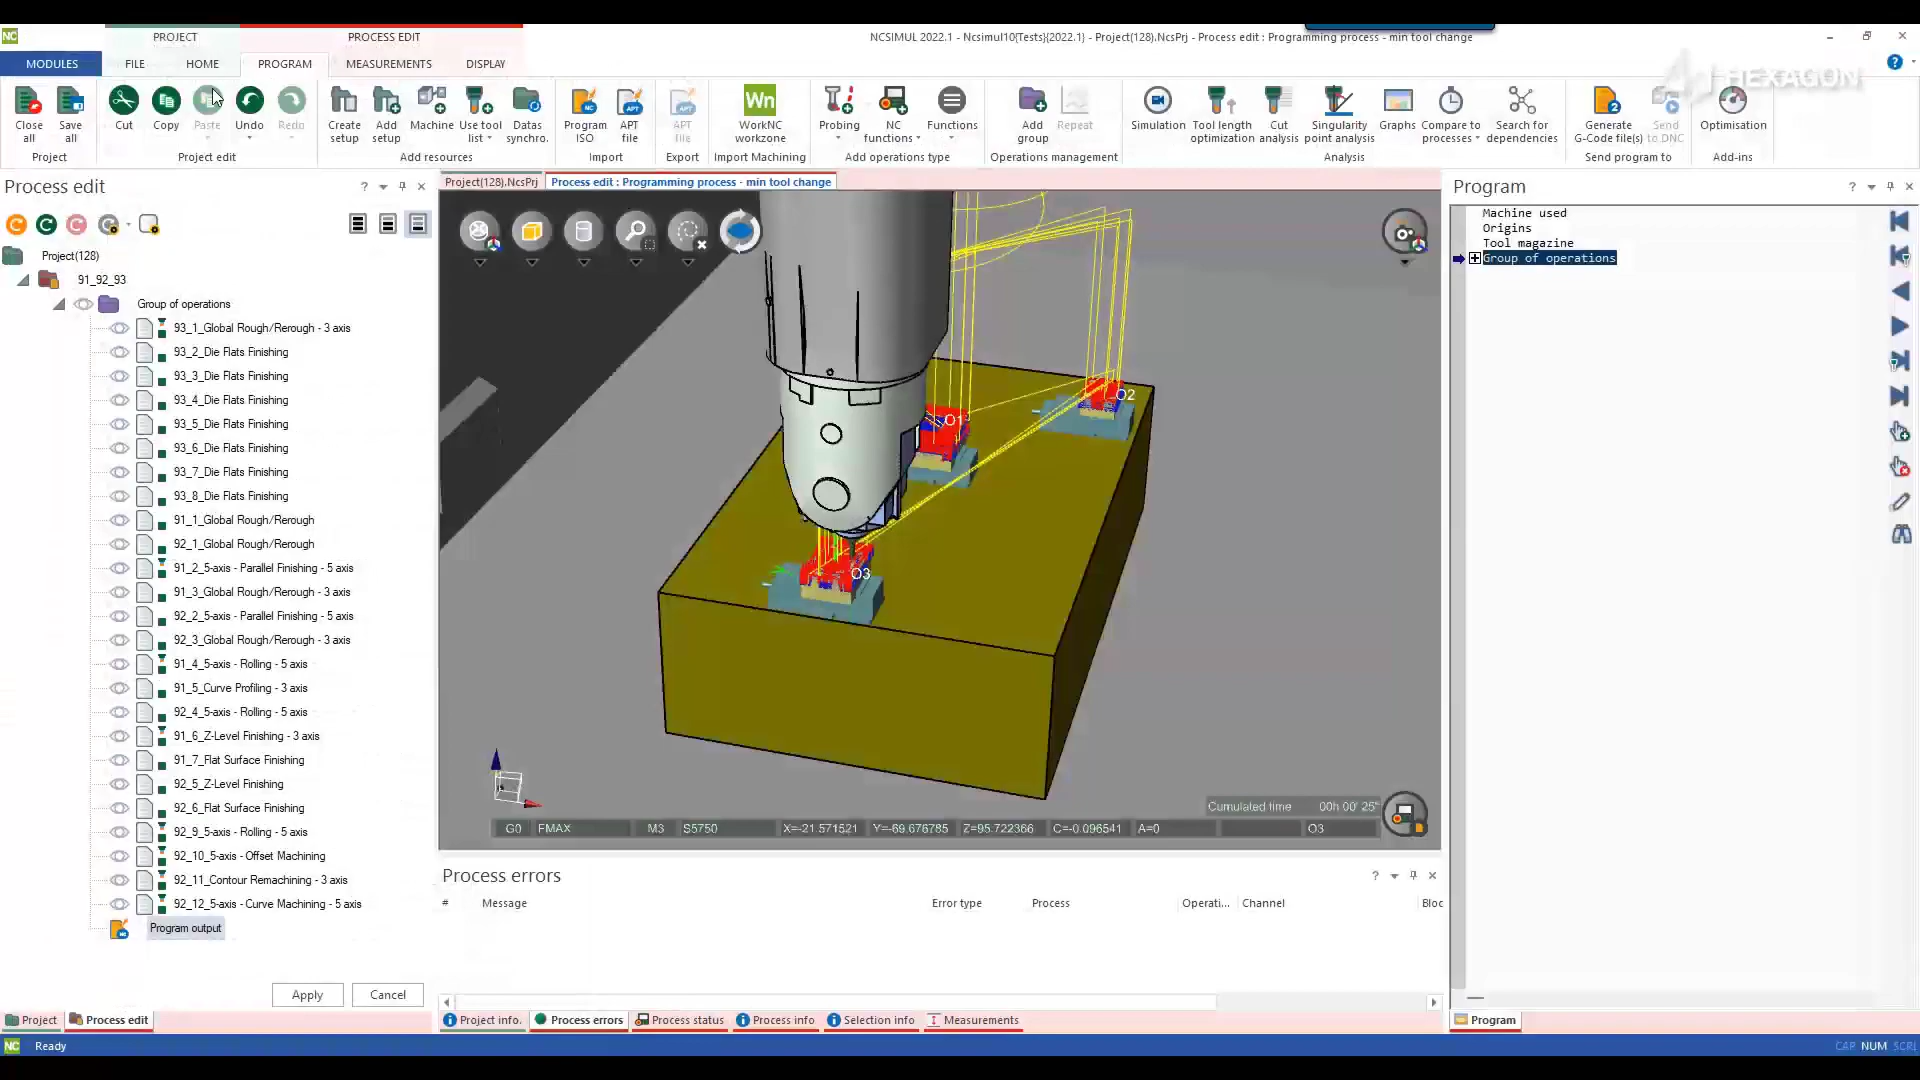 PROJECT
PROCESS EDIT
NCSIMUL 2022.1 - Ncsimul10{Tests}{2022.1} - Project(128).NcsPrj - Process edit : Programming process - min tool change
HEXAGON
MODULES
FILE
HOME
PROGRAM
MEASUREMENTS
DISPLAY
Close all
Save all
Cut
Copy
Paste
Undo
Redo
Create setup
Add setup
Machine
Use tool list
Datas synchro.
Program ISO
APT file
APT file
WorkNC workzone
Probing
NC functions
Functions
Add group
Repeat
Simulation
Tool length optimization
Cut analysis
Singularity point analysis
Graphs
Compare to processes
Search for dependencies
Generate G-Code file(s)
Send to DNC
Optimisation
Project
Project edit
Add resources
Import
Export
Import Machining
Add operations type
Operations management
Analysis
Send program to
Add-ins
Process edit
Project(128)
91_92_93
Group of operations
93_1_Global Rough/Rerough - 3 axis
93_2_Die Flats Finishing
93_3_Die Flats Finishing
93_4_Die Flats Finishing
93_5_Die Flats Finishing
93_6_Die Flats Finishing
93_7_Die Flats Finishing
93_8_Die Flats Finishing
91_1_Global Rough/Rerough
92_1_Global Rough/Rerough
91_2_5-axis - Parallel Finishing - 5 axis
91_3_Global Rough/Rerough - 3 axis
92_2_5-axis - Parallel Finishing - 5 axis
92_3_Global Rough/Rerough - 3 axis
91_4_5-axis - Rolling - 5 axis
91_5_Curve Profiling - 3 axis
92_4_5-axis - Rolling - 5 axis
91_6_Z-Level Finishing - 3 axis
91_7_Flat Surface Finishing
92_5_Z-Level Finishing
92_6_Flat Surface Finishing
92_9_5-axis - Rolling - 5 axis
92_10_5-axis - Offset Machining
92_11_Contour Remachining - 3 axis
92_12_5-axis - Curve Machining - 5 axis
Program output
Apply
Cancel
Project
Process edit
Project(128).NcsPrj
Process edit : Programming process - min tool change
O1
O2
O3
Cumulated time 00h 00' 25"
G0 FMAX M3 S5750 X=-21.571521 Y=-69.676785 Z=95.722366 C=-0.096541 A=0 O3
Process errors
# Message Error type Process Operati... Channel Bloc
Project info.
Process errors
Process status
Process info
Selection info
Measurements
Program
Machine used
Origins
Tool magazine
Group of operations
Program
NC
Ready
CAP NUM SCRL